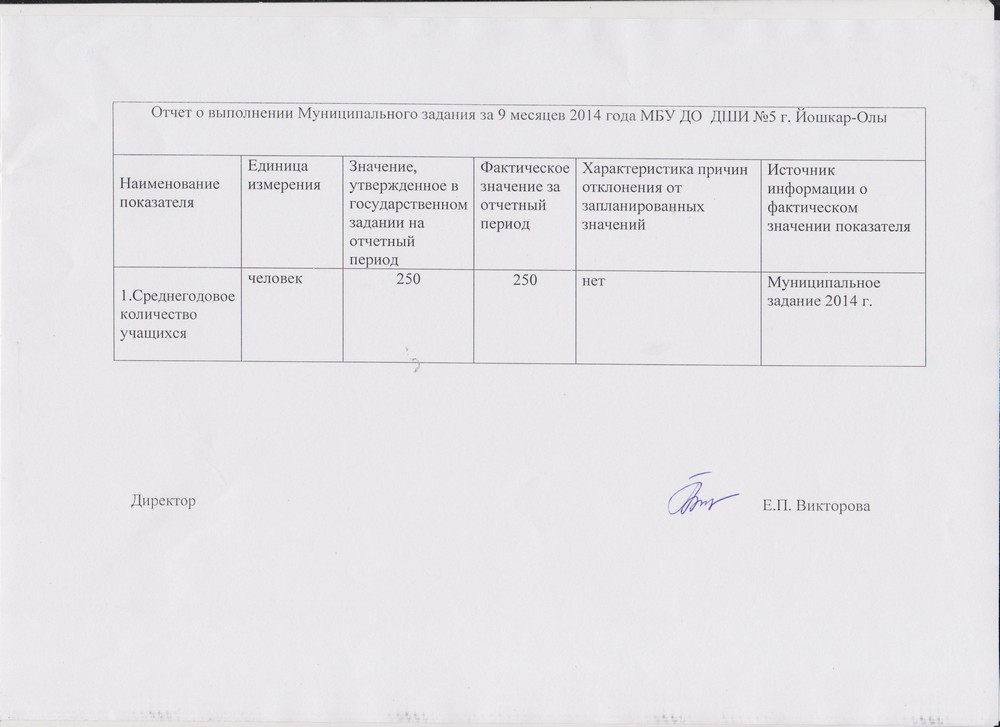 Отчет о выполнении Муниципального задания за 9 месяцев 2014 года МБУ ДО ДШИ №5 г. Йошкар-Олы
Наименование
показателя
Единица
измерения
Значение,
утвержденное в
государственном
задании на
отчетный
период
Фактическое
значение за
отчетный
период
Характеристика причин
отклонения от
запланированных
значений
Источник
информации о
фактическом
значении показателя
1.Среднегодовое
количество
учащихся
человек
250
250
нет
Муниципальное
задание 2014 г.
Директор
Е.П. Викторова